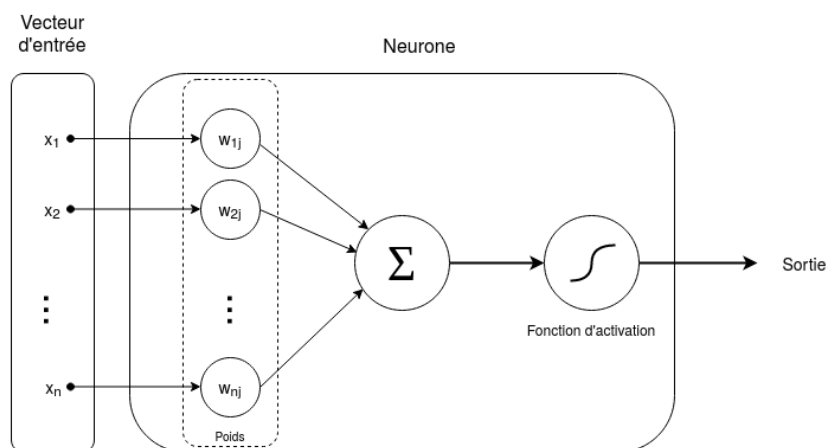 Vecteur
d'entrée
Neurone
x1
w1j
x2
w2j
Σ
Sortie
⋮
⋮
Fonction d'activation
xn
wnj
Poids